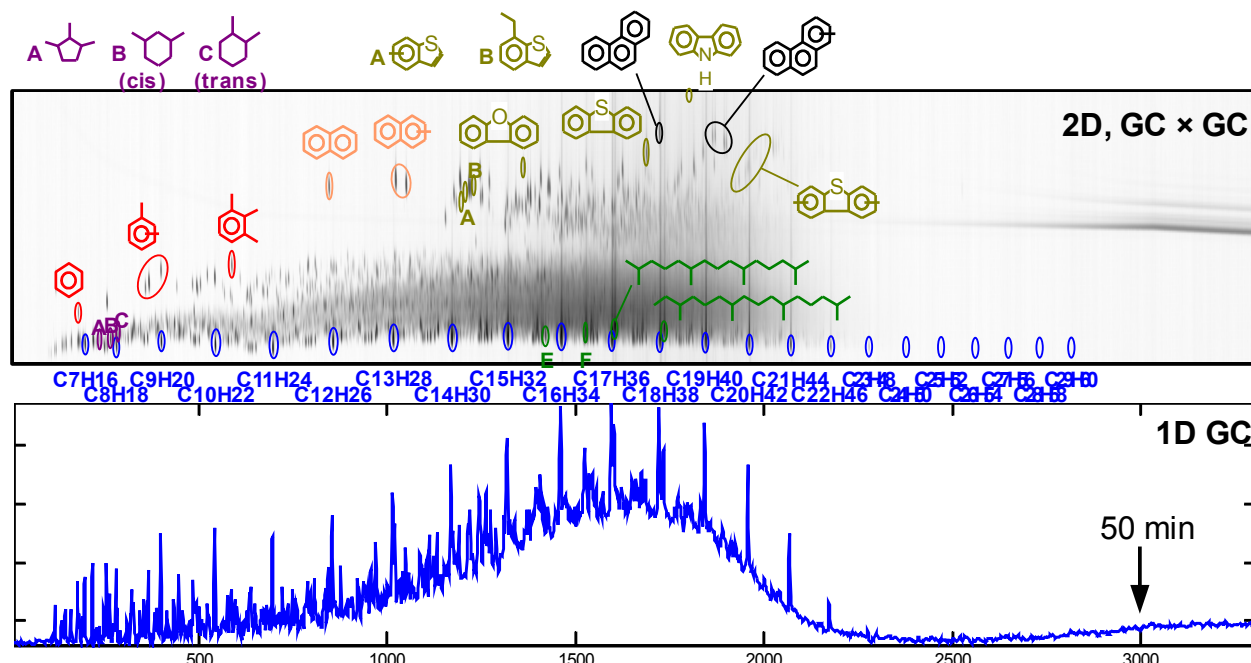 A B C A B
(cis) (trans)
S S N H
2D, GC × GC
O S
B
A
S
A B C
E F
C7H16 C9H20 C11H24 C13H28 C15H32 C17H36 C19H40 C21H44
C8H18 C10H22 C12H26 C14H30 C16H34 C18H38 C20H42 C22H46
1D GC
50 min
500 1000 1500 2000 2500 3000